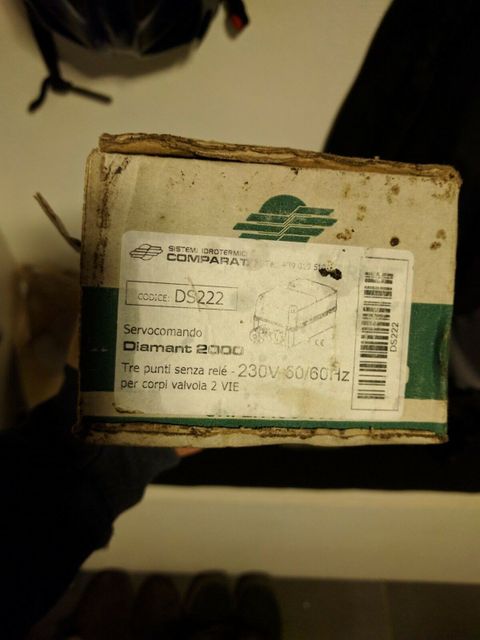 SISTEMI IDROTERMICI
COMPARATO
CODICE: DS222
Servocomando
Diamant 2000
Tre punti senza relé - 230V 50/60Hz
per corpi valvola 2 VIE
DS222